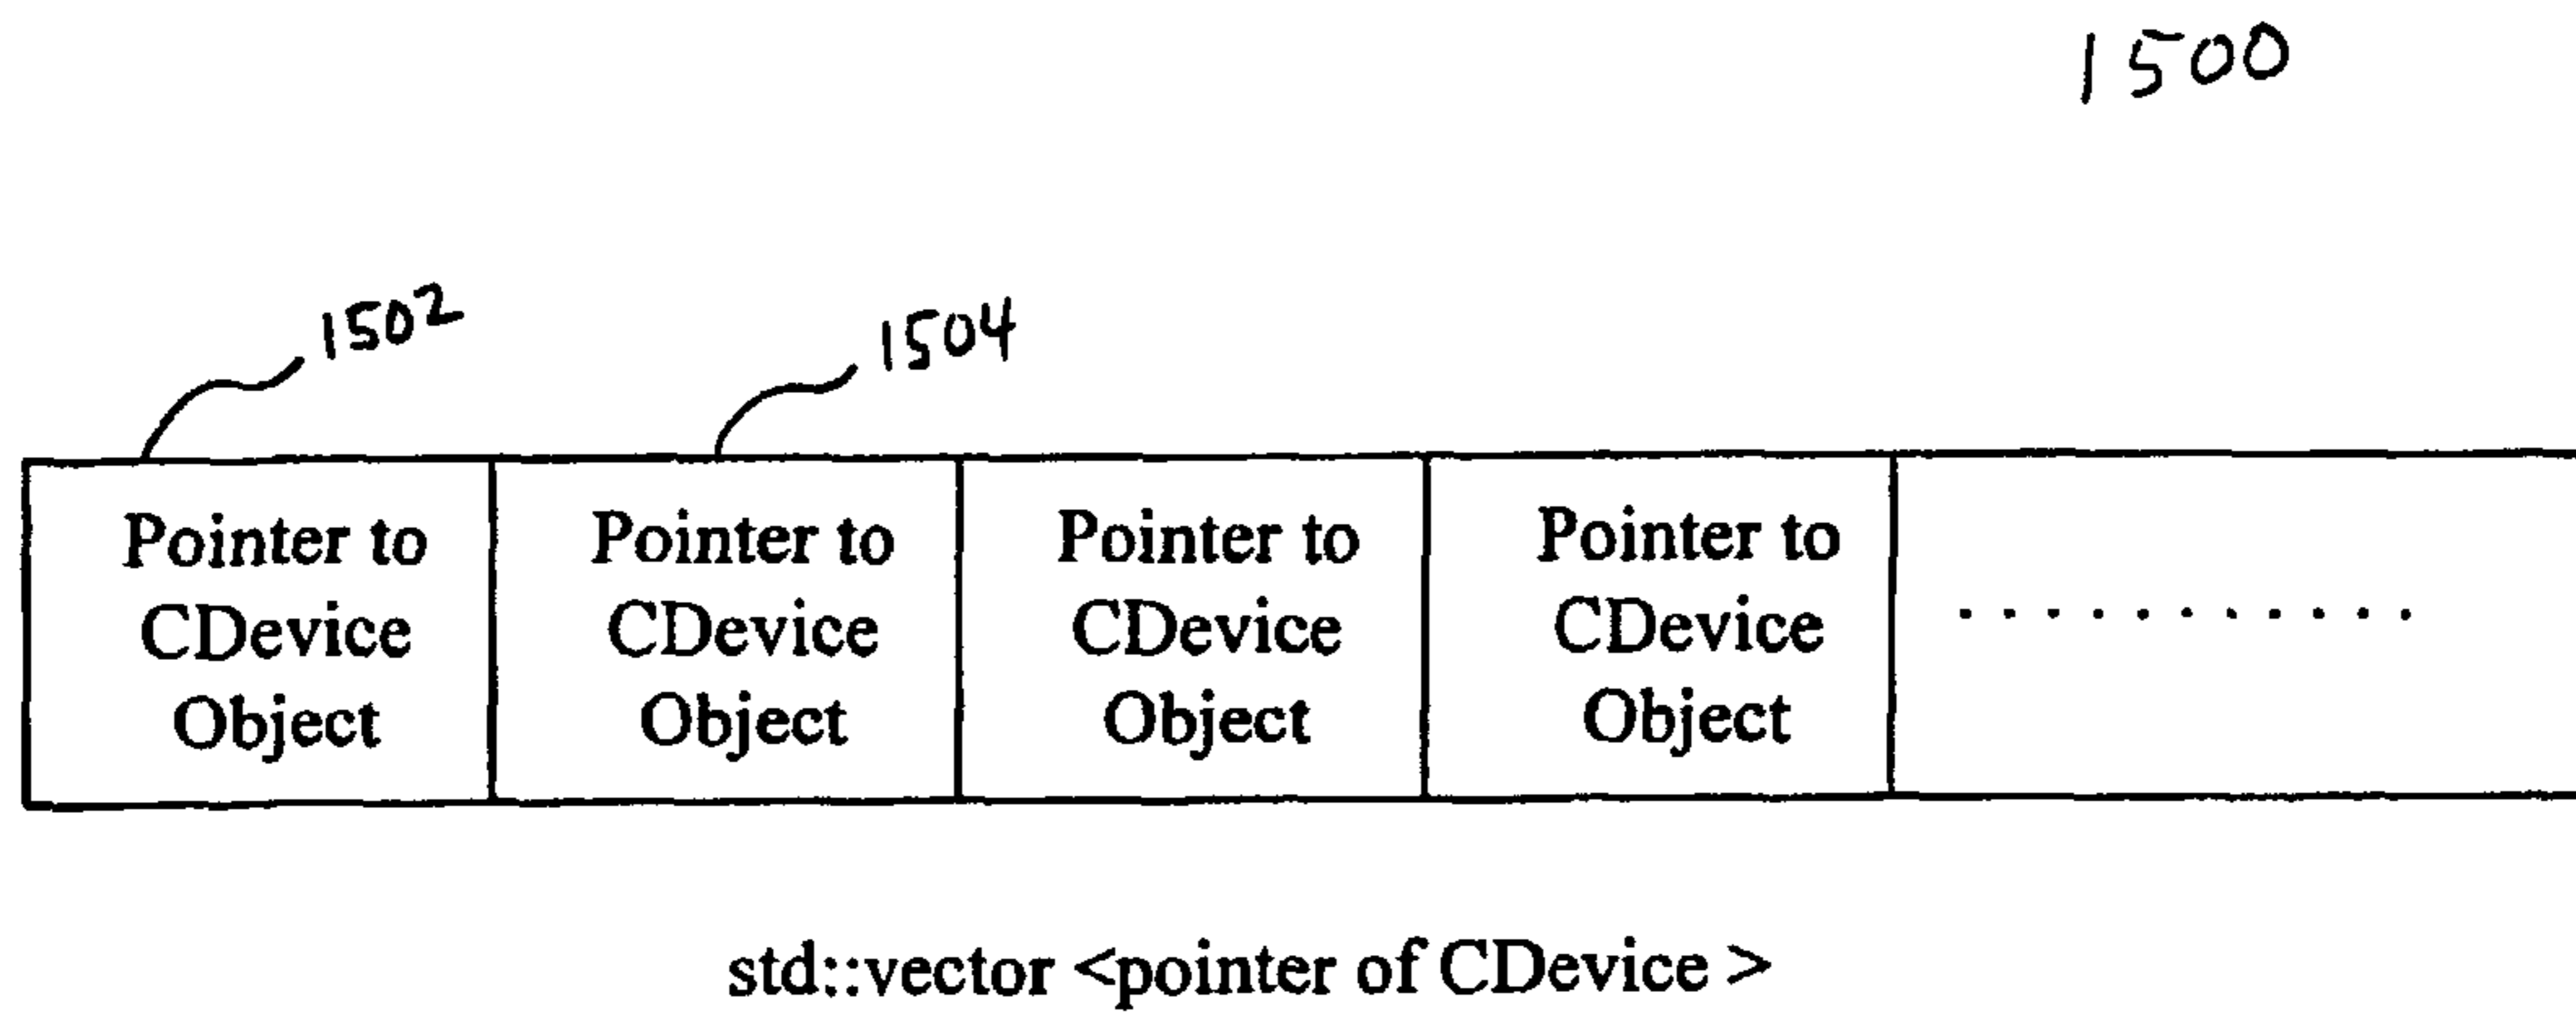 1500
1502
1504
Pointer to CDevice Object
Pointer to CDevice Object
Pointer to CDevice Object
Pointer to CDevice Object
...........
std::vector <pointer of CDevice >